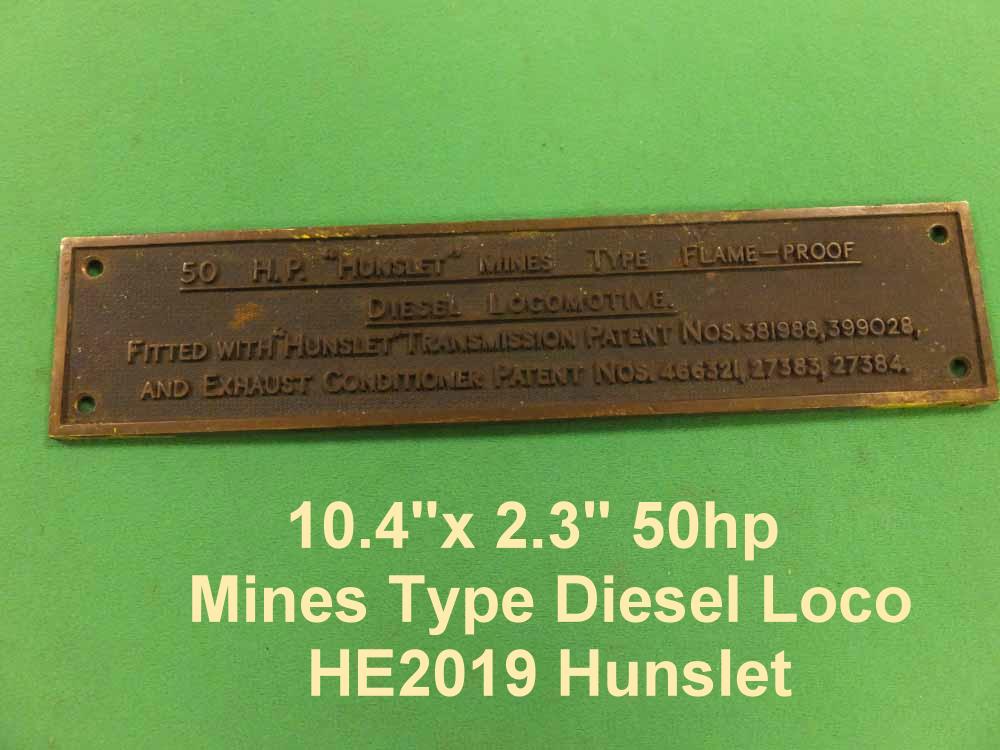 50 H.P. "HUNSLET" MINES TYPE FLAME-PROOF
DIESEL LOCOMOTIVE.
FITTED WITH "HUNSLET" TRANSMISSION PATENT NOS. 381988, 399028,
AND EXHAUST CONDITIONER PATENT NOS. 466321, 27383, 27384.
10.4"x 2.3" 50hp
Mines Type Diesel Loco
HE2019 Hunslet